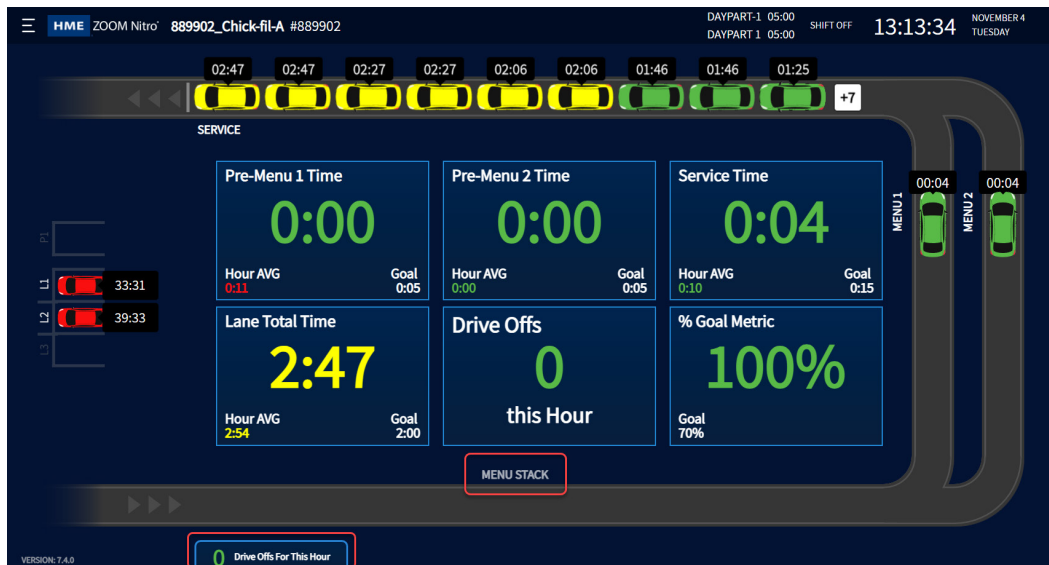 HME ZOOM Nitro® 889902_Chick-fil-A #889902
DAYPART-1 05:00
DAYPART 1 05:00
SHIFT OFF
13:13:34
NOVEMBER 4
TUESDAY
02:47 02:47 02:27 02:27 02:06 02:06 01:46 01:46 01:25
+7
SERVICE
Pre-Menu 1 Time
0:00
Hour AVG Goal
0:11 0:05
Pre-Menu 2 Time
0:00
Hour AVG Goal
0:00 0:05
Service Time
0:04
Hour AVG Goal
0:10 0:15
MENU 1
00:04
MENU 2
00:04
P1
L1 33:31
L2 39:33
L3
Lane Total Time
2:47
Hour AVG Goal
2:54 2:00
Drive Offs
0
this Hour
% Goal Metric
100%
Goal
70%
MENU STACK
0 Drive Offs For This Hour
VERSION: 7.4.0